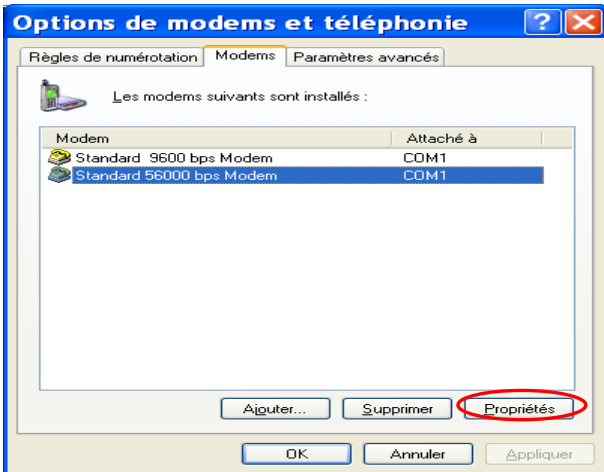 Options de modems et téléphonie
Règles de numérotation Modems Paramètres avancés
Les modems suivants sont installés :
Modem Attaché à
Standard 9600 bps Modem COM1
Standard 56000 bps Modem COM1
Ajouter... Supprimer Propriétés
OK Annuler Appliquer